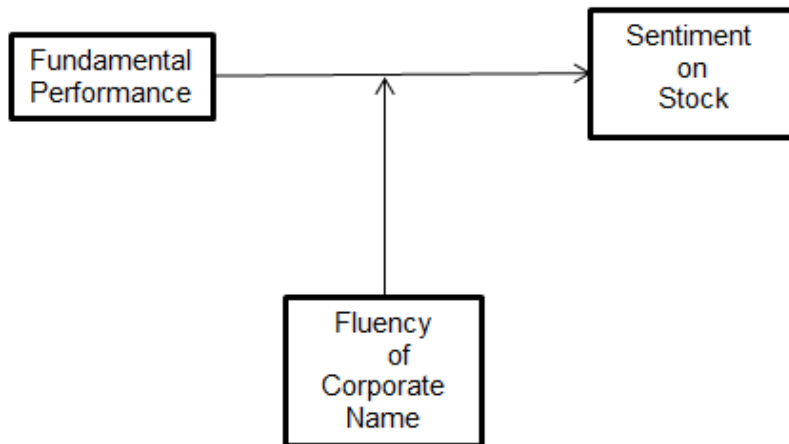 Fundamental
Performance
Sentiment
on
Stock
Fluency
of
Corporate
Name